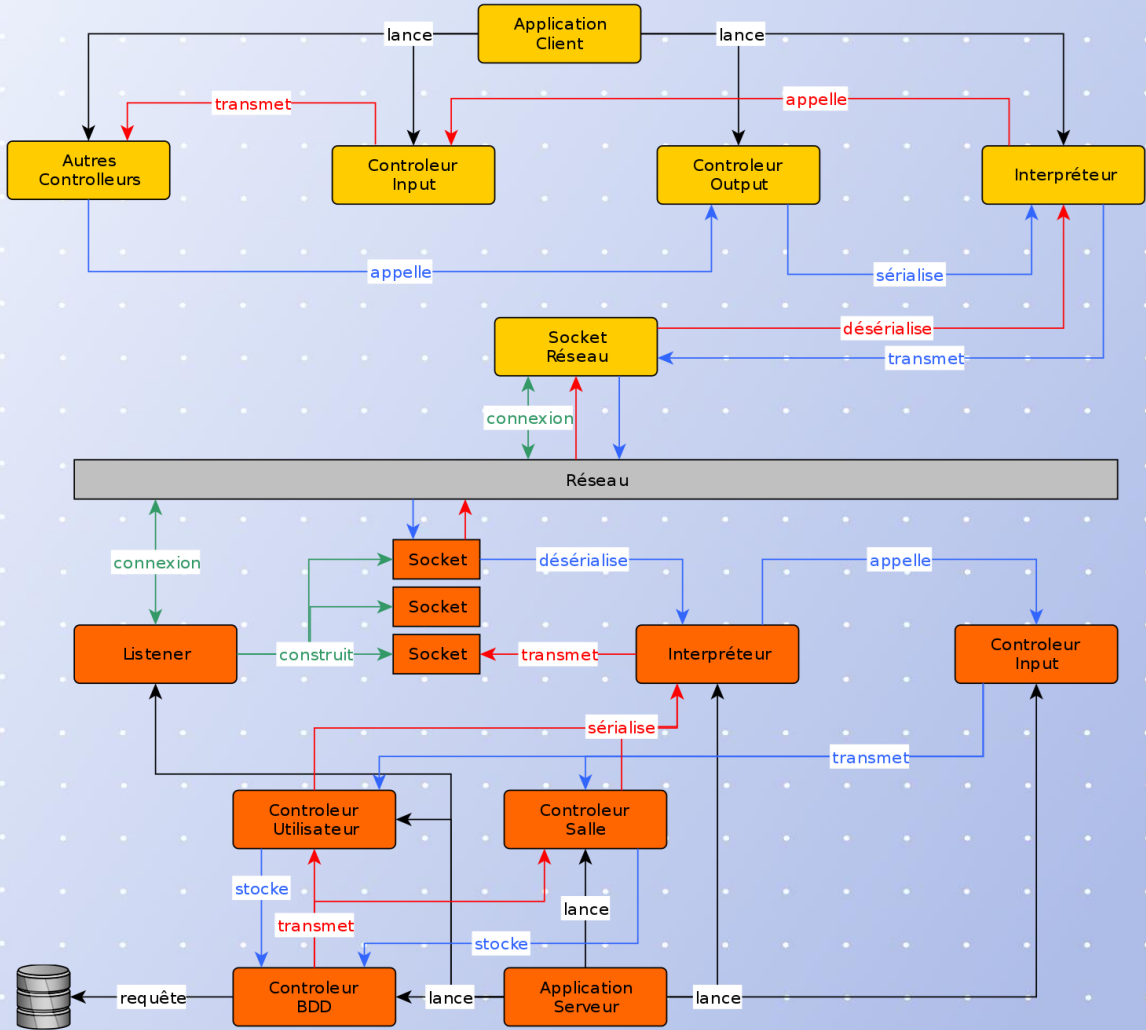 Application
Client
lance
lance
transmet
appelle
Autres
Controlleurs
Controleur
Input
Controleur
Output
Interpréteur
appelle
sérialise
Socket
Réseau
désérialise
transmet
connexion
Réseau
connexion
Socket
désérialise
appelle
Socket
Listener
construit
Socket
transmet
Interpréteur
Controleur
Input
sérialise
transmet
Controleur
Utilisateur
Controleur
Salle
stocke
lance
transmet
stocke
requête
Controleur
BDD
lance
Application
Serveur
lance